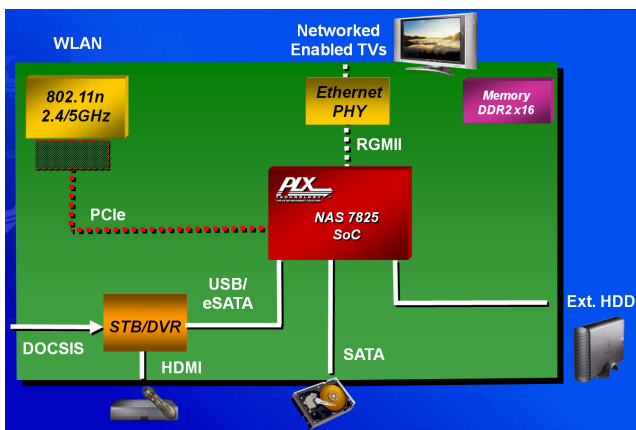 WLAN
Networked
Enabled TVs
802.11n
2.4/5GHz
Ethernet
PHY
Memory
DDR2 x16
RGMII
PLX
TECHNOLOGY
NAS 7825
SoC
PCIe
USB/
eSATA
Ext. HDD
STB/DVR
DOCSIS
HDMI
SATA